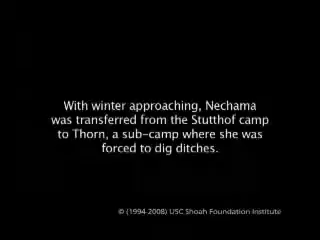 With winter approaching, Nechama
was transferred from the Stutthof camp
to Thorn, a sub-camp where she was
forced to dig ditches.
© (1994-2008) USC Shoah Foundation Institute